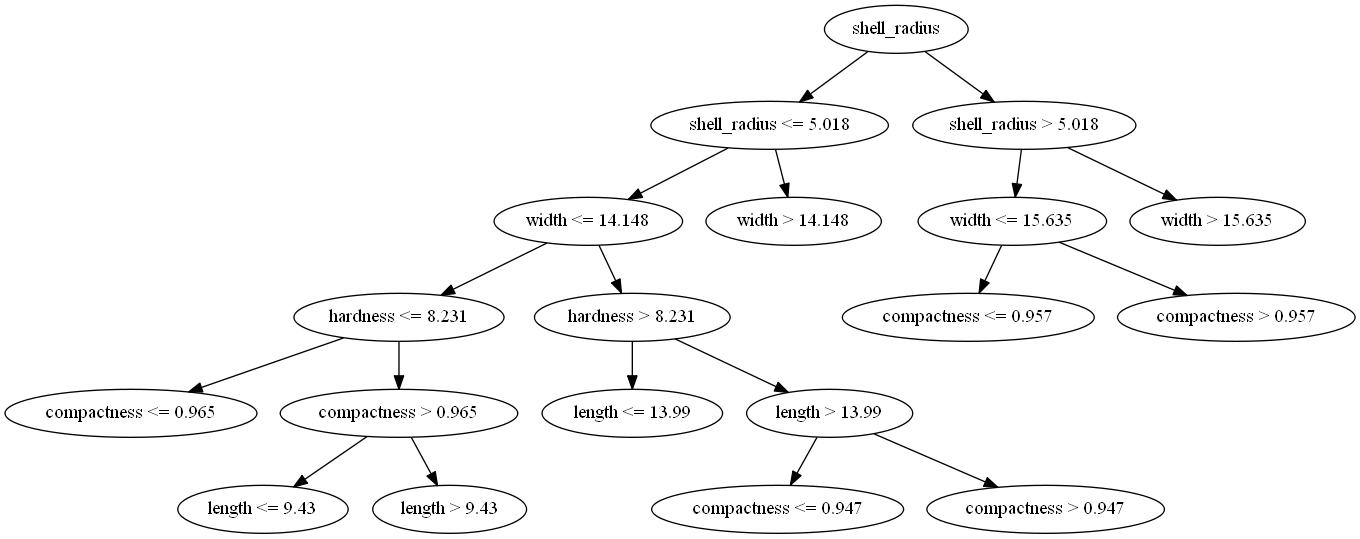 shell_radius
shell_radius <= 5.018
shell_radius > 5.018
width <= 14.148
width > 14.148
width <= 15.635
width > 15.635
hardness <= 8.231
hardness > 8.231
compactness <= 0.957
compactness > 0.957
compactness <= 0.965
compactness > 0.965
length <= 13.99
length > 13.99
length <= 9.43
length > 9.43
compactness <= 0.947
compactness > 0.947